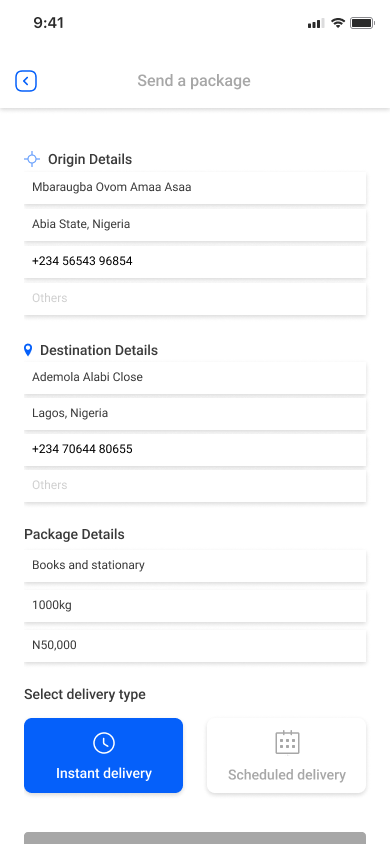 9:41
Send a package
Origin Details
Mbaraugba Ovom Amaa Asaa
Abia State, Nigeria
+234 56543 96854
Others
Destination Details
Ademola Alabi Close
Lagos, Nigeria
+234 70644 80655
Others
Package Details
Books and stationary
1000kg
N50,000
Select delivery type
Instant delivery
Scheduled delivery